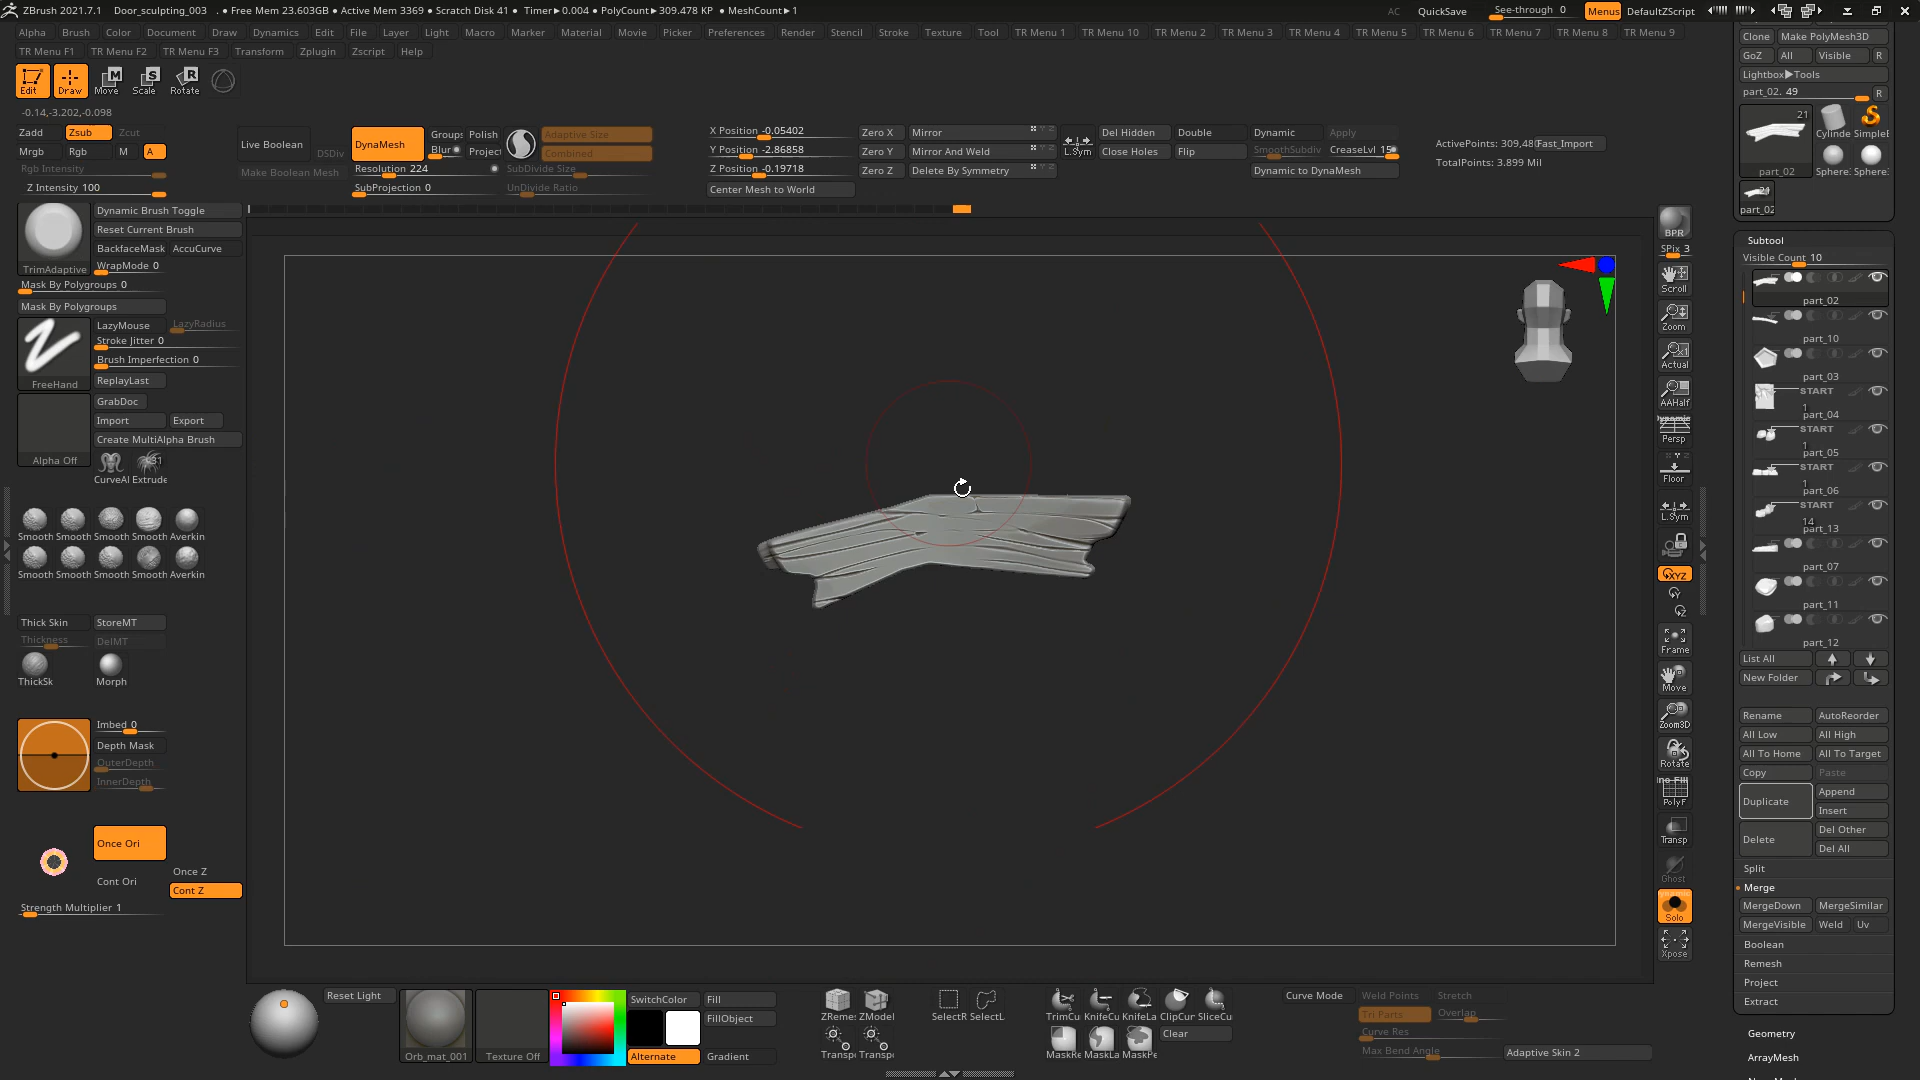 ZBrush 2021.7.1 Door_sculpting_003 . • Free Mem 23.603GB • Active Mem 3369 • Scratch Disk 41 • Timer▸0.004 • PolyCount▸309.478 KP • MeshCount▸1 AC QuickSave See-through 0 Menus DefaultZScript
Alpha Brush Color Document Draw Dynamics Edit File Layer Light Macro Marker Material Movie Picker Preferences Render Stencil Stroke Texture Tool TR Menu 1 TR Menu 10 TR Menu 2 TR Menu 3 TR Menu 4 TR Menu 5 TR Menu 6 TR Menu 7 TR Menu 8 TR Menu 9
TR Menu F1 TR Menu F2 TR Menu F3 Transform Zplugin Zscript Help
Edit Draw Move Scale Rotate
-0.14,-3.202,-0.098
Zadd Zsub Zcut
Mrgb Rgb M A
Rgb Intensity
Z Intensity 100
Live Boolean DSDiv
Make Boolean Mesh
DynaMesh Groups Polish
Blur Project
Resolution 224
SubProjection 0
Adaptive Size
Combined
SubDivide Size
UnDivide Ratio
X Position -0.05402
Y Position -2.86858
Z Position -0.19718
Center Mesh to World
Zero X Mirror
Zero Y Mirror And Weld
Zero Z Delete By Symmetry
L.Sym
Del Hidden Double
Close Holes Flip
Dynamic Apply
SmoothSubdiv CreaseLvl 15
Dynamic to DynaMesh
ActivePoints: 309,48 Fast_Import
TotalPoints: 3.899 Mil
TrimAdaptive
Dynamic Brush Toggle
Reset Current Brush
BackfaceMask AccuCurve
WrapMode 0
Mask By Polygroups 0
Mask By Polygroups
FreeHand
LazyMouse LazyRadius
Stroke Jitter 0
Brush Imperfection 0
ReplayLast
GrabDoc
Import Export
Create MultiAlpha Brush
Alpha Off
31
CurveAl Extrude
Smooth Smooth Smooth Smooth Averkin
Smooth Smooth Smooth Smooth Averkin
Thick Skin StoreMT
Thickness DelMT
ThickSk Morph
Imbed 0
Depth Mask
OuterDepth
InnerDepth
Once Ori
Cont Ori
Once Z
Cont Z
Strength Multiplier 1
Reset Light
Orb_mat_001
Texture Off
SwitchColor Fill
FillObject
Alternate Gradient
ZRemes ZModel
Transp Transp
SelectR SelectL
TrimCu KnifeCu KnifeLa ClipCur SliceCu
Clear
MaskRe MaskLa MaskPe
Curve Mode
Weld Points Stretch
Tri Parts Overlap
Curve Res
Max Bend Angle
Adaptive Skin 2
BPR
SPix 3
Scroll
Zoom
Actual
AAHalf
Dynamic
Persp
Floor
L.Sym
XYZ
Frame
Move
Zoom3D
Rotate
PolyF
Transp
Ghost
Solo
Xpose
Clone Make PolyMesh3D
GoZ All Visible R
Lightbox▶Tools
part_02. 49 R
21
part_02
Cylinde SimpleE
Sphere Sphere
21
part_02
Subtool
Visible Count 10
part_02
part_10
part_03
START
1
part_04
START
1
part_05
START
1
part_06
START
14
part_13
part_07
part_11
part_12
List All
New Folder
Rename AutoReorder
All Low All High
All To Home All To Target
Copy Paste
Duplicate Append
Insert
Delete Del Other
Del All
Split
Merge
MergeDown MergeSimilar
MergeVisible Weld Uv
Boolean
Remesh
Project
Extract
Geometry
ArrayMesh